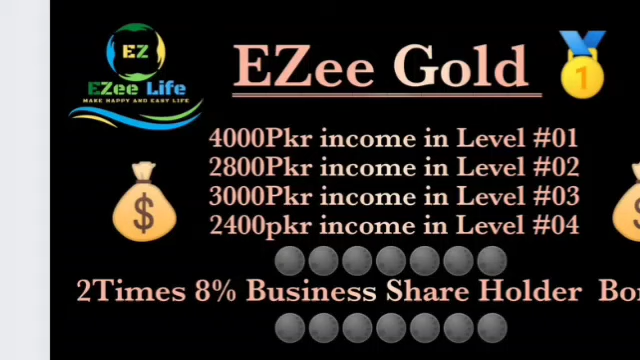 EZ
EZee Life
MAKE HAPPY AND EASY LIFE
EZee Gold
1
4000Pkr income in Level #01
2800Pkr income in Level #02
3000Pkr income in Level #03
2400pkr income in Level #04
2Times 8% Business Share Holder